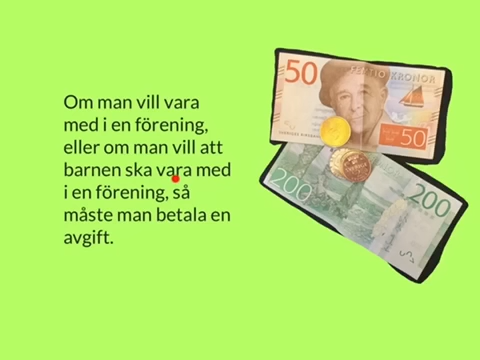 Om man vill vara
med i en förening,
eller om man vill att
barnen ska vara med
i en förening, så
måste man betala en
avgift.
50
FEMTIO KRONOR
50
200
200